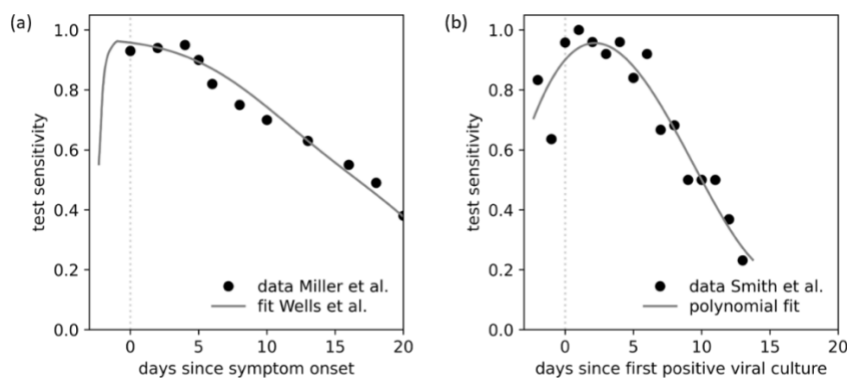 (a)
test sensitivity
1.0
0.8
0.6
0.4
0.2
0.0
data Miller et al.
fit Wells et al.
0 5 10 15 20
days since symptom onset
(b)
test sensitivity
1.0
0.8
0.6
0.4
0.2
0.0
data Smith et al.
polynomial fit
0 5 10 15 20
days since first positive viral culture